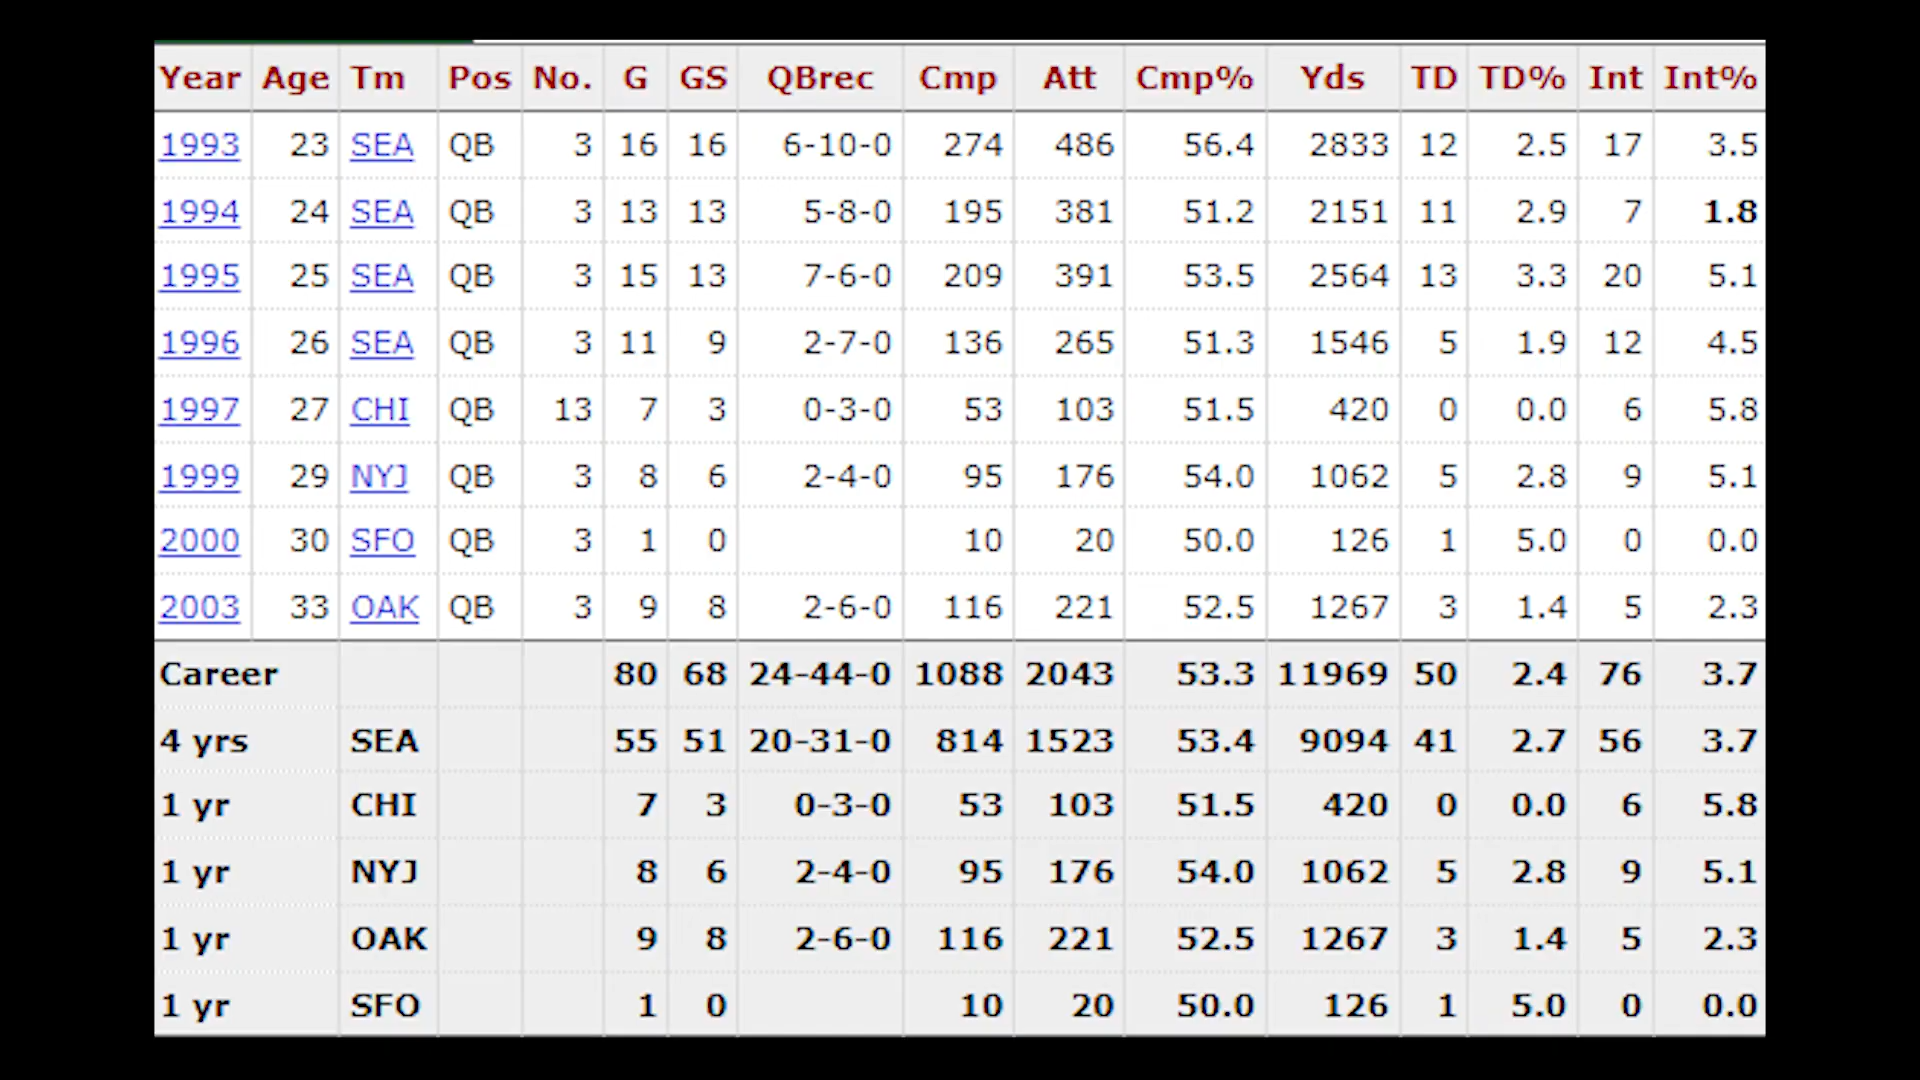 Year Age Tm Pos No. G GS QBrec Cmp Att Cmp% Yds TD TD% Int Int%
1993 23 SEA QB 3 16 16 6-10-0 274 486 56.4 2833 12 2.5 17 3.5
1994 24 SEA QB 3 13 13 5-8-0 195 381 51.2 2151 11 2.9 7 1.8
1995 25 SEA QB 3 15 13 7-6-0 209 391 53.5 2564 13 3.3 20 5.1
1996 26 SEA QB 3 11 9 2-7-0 136 265 51.3 1546 5 1.9 12 4.5
1997 27 CHI QB 13 7 3 0-3-0 53 103 51.5 420 0 0.0 6 5.8
1999 29 NYJ QB 3 8 6 2-4-0 95 176 54.0 1062 5 2.8 9 5.1
2000 30 SFO QB 3 1 0 10 20 50.0 126 1 5.0 0 0.0
2003 33 OAK QB 3 9 8 2-6-0 116 221 52.5 1267 3 1.4 5 2.3
Career 80 68 24-44-0 1088 2043 53.3 11969 50 2.4 76 3.7
4 yrs SEA 55 51 20-31-0 814 1523 53.4 9094 41 2.7 56 3.7
1 yr CHI 7 3 0-3-0 53 103 51.5 420 0 0.0 6 5.8
1 yr NYJ 8 6 2-4-0 95 176 54.0 1062 5 2.8 9 5.1
1 yr OAK 9 8 2-6-0 116 221 52.5 1267 3 1.4 5 2.3
1 yr SFO 1 0 10 20 50.0 126 1 5.0 0 0.0